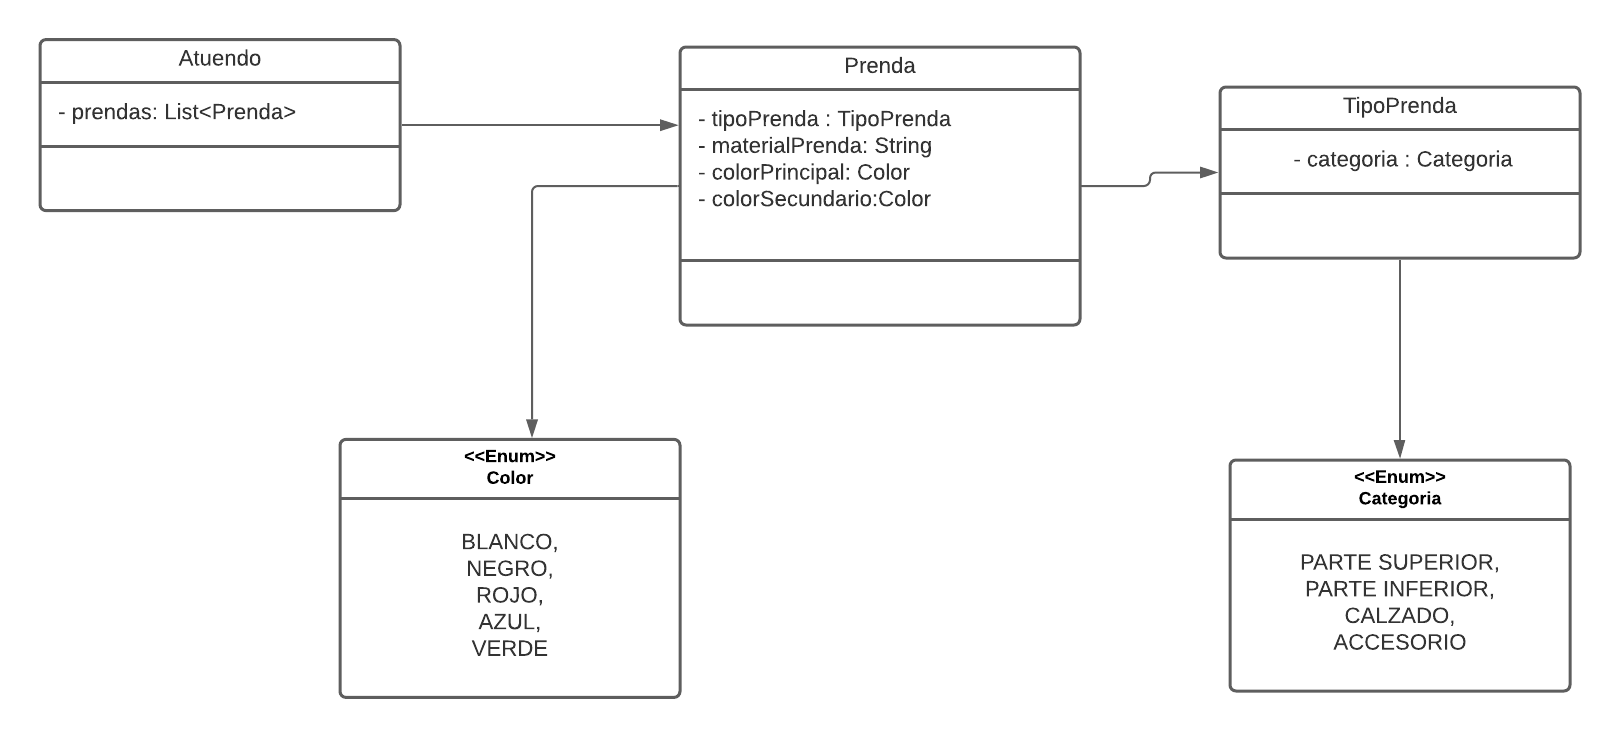 Atuendo
- prendas: List<Prenda>
Prenda
- tipoPrenda : TipoPrenda
- materialPrenda: String
- colorPrincipal: Color
- colorSecundario:Color
TipoPrenda
- categoria : Categoria
<<Enum>>
Color
BLANCO,
NEGRO,
ROJO,
AZUL,
VERDE
<<Enum>>
Categoria
PARTE SUPERIOR,
PARTE INFERIOR,
CALZADO,
ACCESORIO